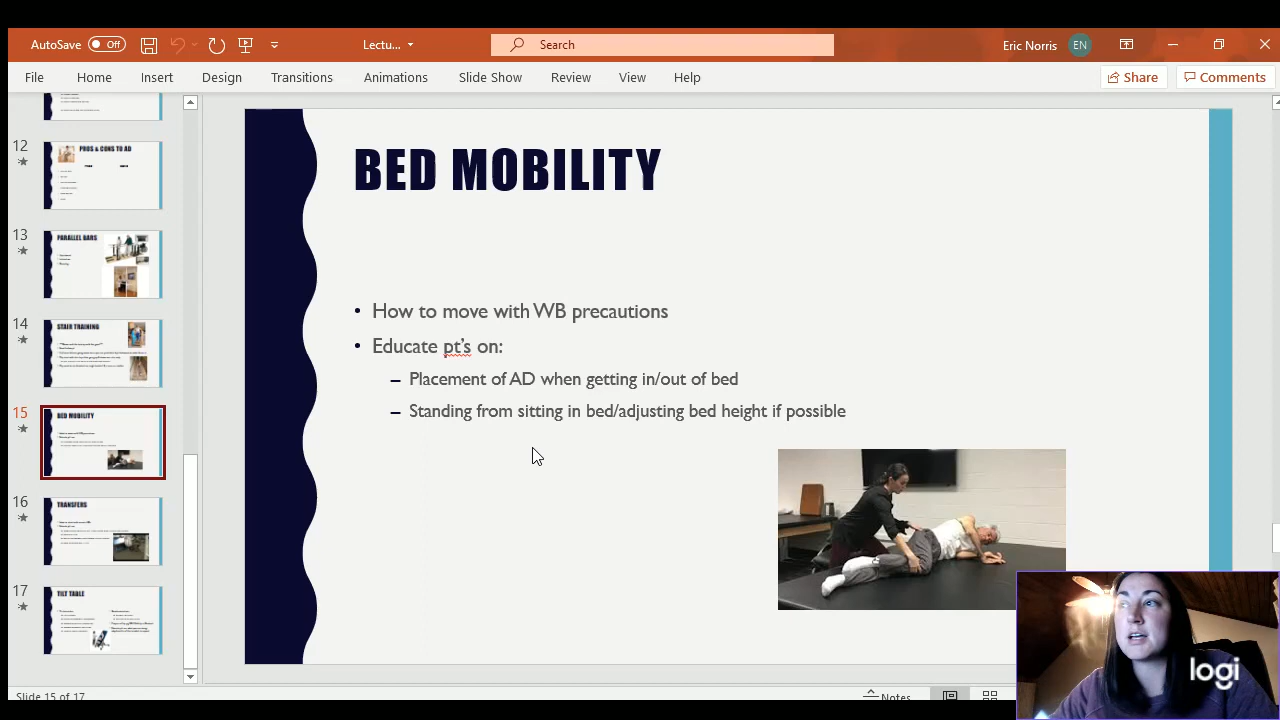 AutoSave Off Lectu... Search Eric Norris EN
File Home Insert Design Transitions Animations Slide Show Review View Help Share Comments
12
PROS & CONS TO AD
13
PARALLEL BARS
14
STAIR TRAINING
15
BED MOBILITY
16
TRANSFERS
17
TILT TABLE
BED MOBILITY
• How to move with WB precautions
• Educate pt's on:
– Placement of AD when getting in/out of bed
– Standing from sitting in bed/adjusting bed height if possible
logi
Slide 15 of 17 Notes